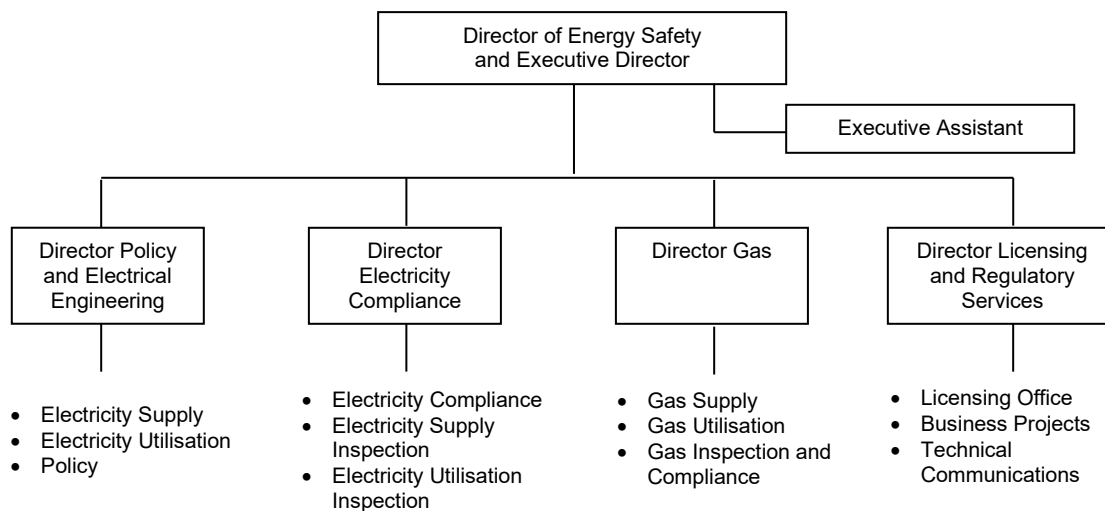 Director of Energy Safety
and Executive Director
Executive Assistant
Director Policy
and Electrical
Engineering
Director
Electricity
Compliance
Director Gas
Director Licensing
and Regulatory
Services
• Electricity Supply
• Electricity Utilisation
• Policy
• Electricity Compliance
• Electricity Supply
Inspection
• Electricity Utilisation
Inspection
• Gas Supply
• Gas Utilisation
• Gas Inspection and
Compliance
• Licensing Office
• Business Projects
• Technical
Communications